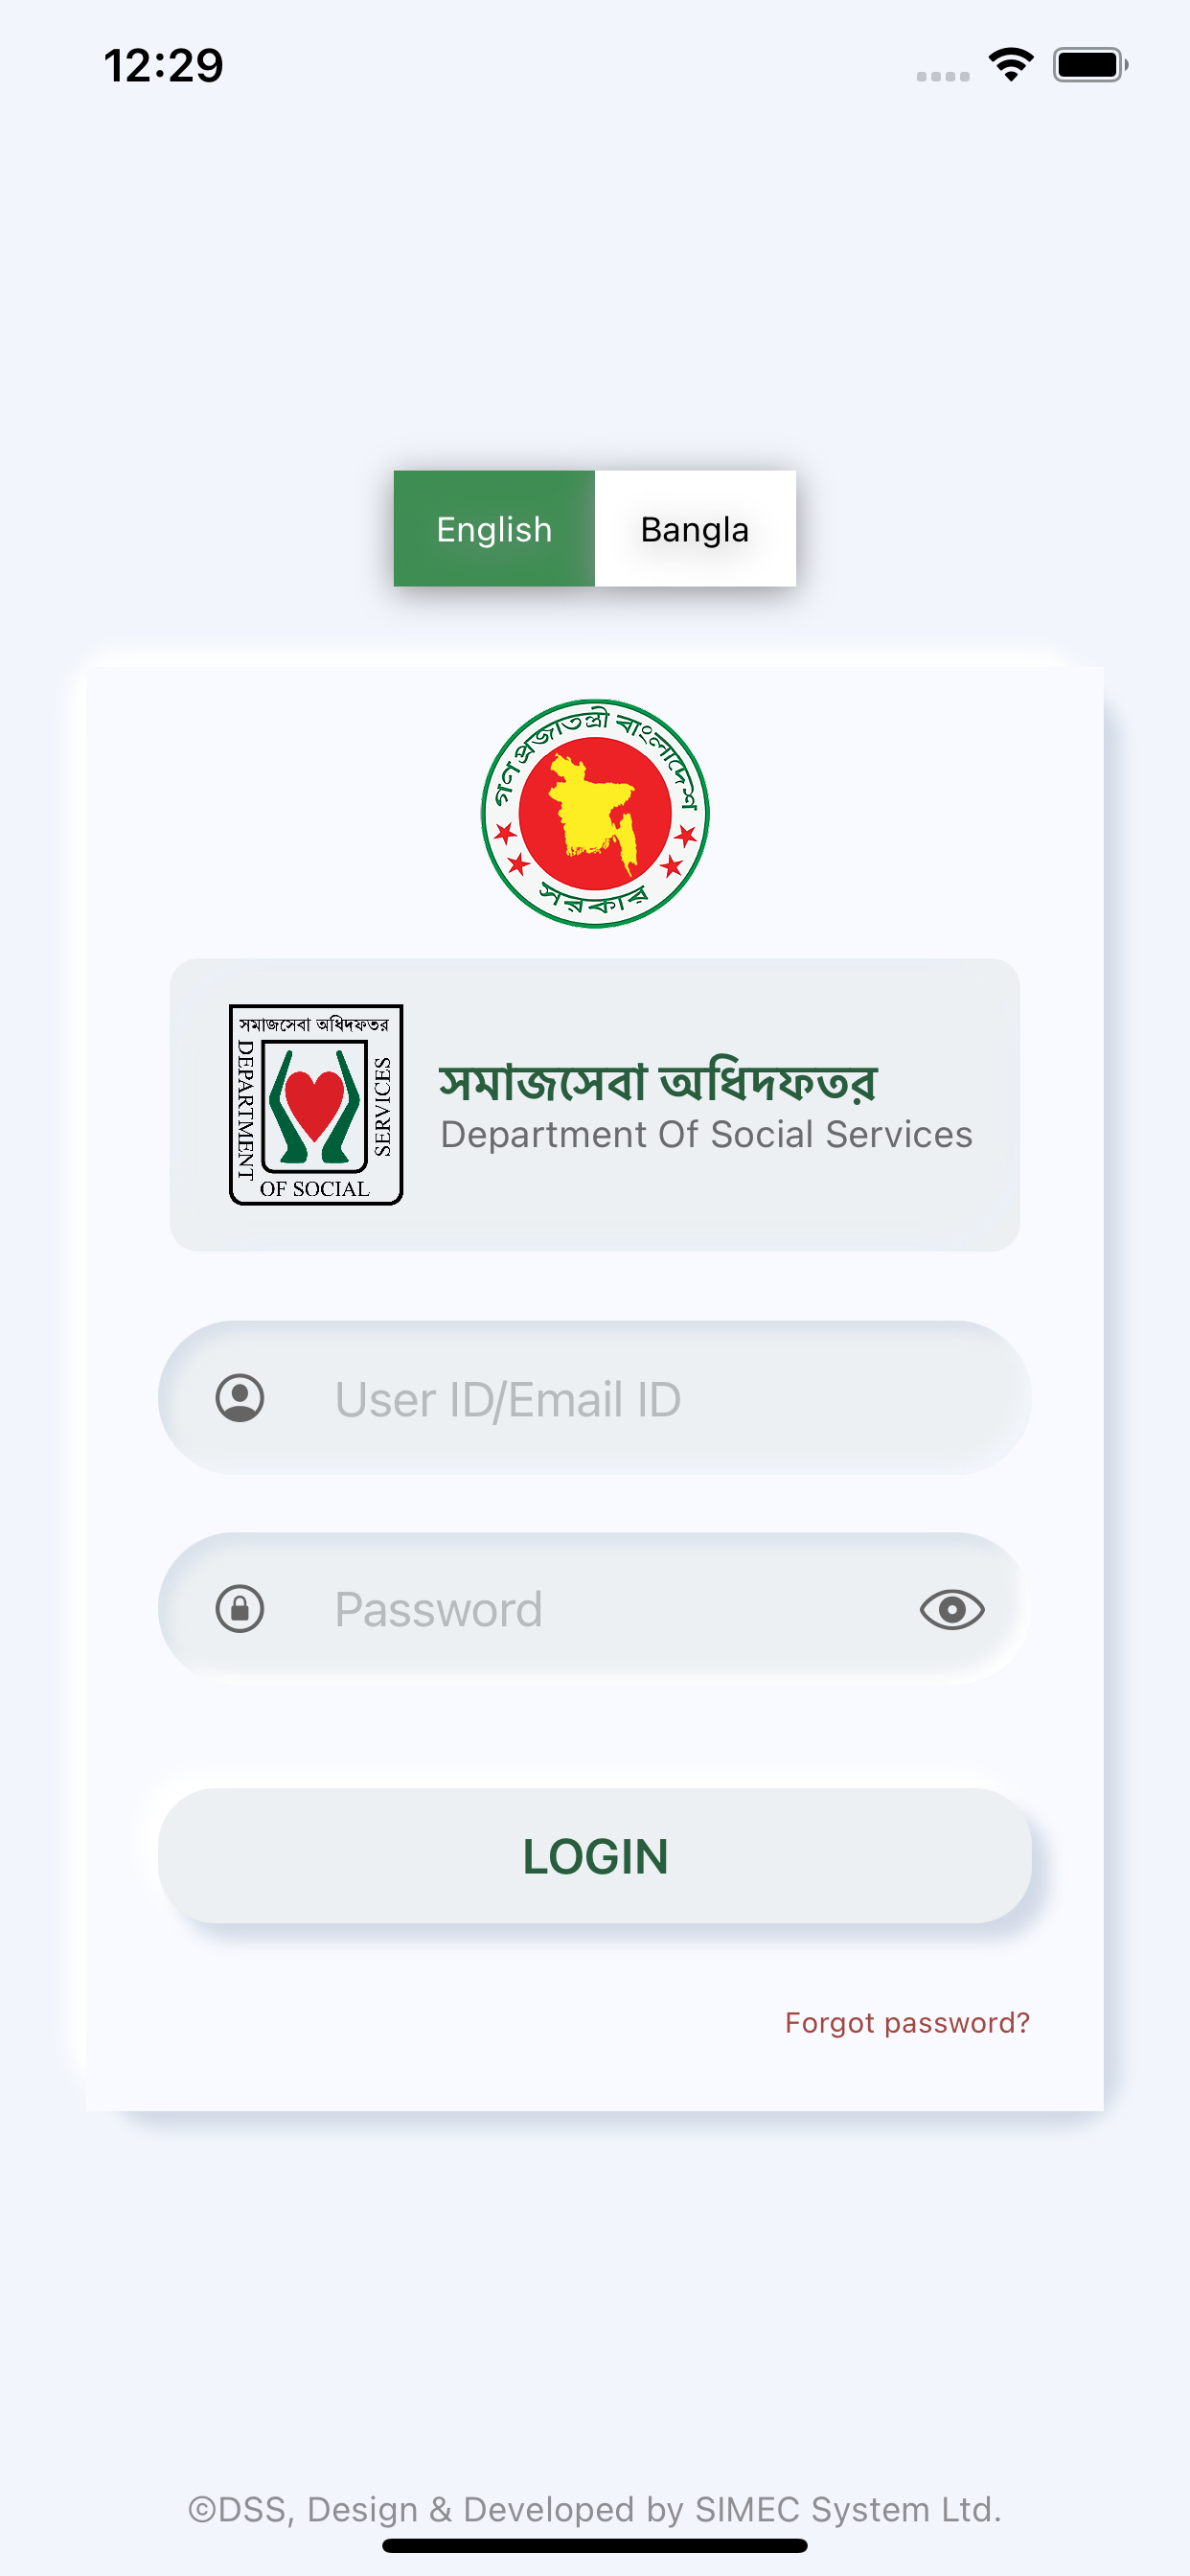 12:29
English
Bangla
গণপ্রজাতন্ত্রী বাংলাদেশ
সরকার
সমাজসেবা অধিদফতর
DEPARTMENT
OF SOCIAL
SERVICES
সমাজসেবা অধিদফতর
Department Of Social Services
User ID/Email ID
Password
LOGIN
Forgot password?
©DSS, Design & Developed by SIMEC System Ltd.